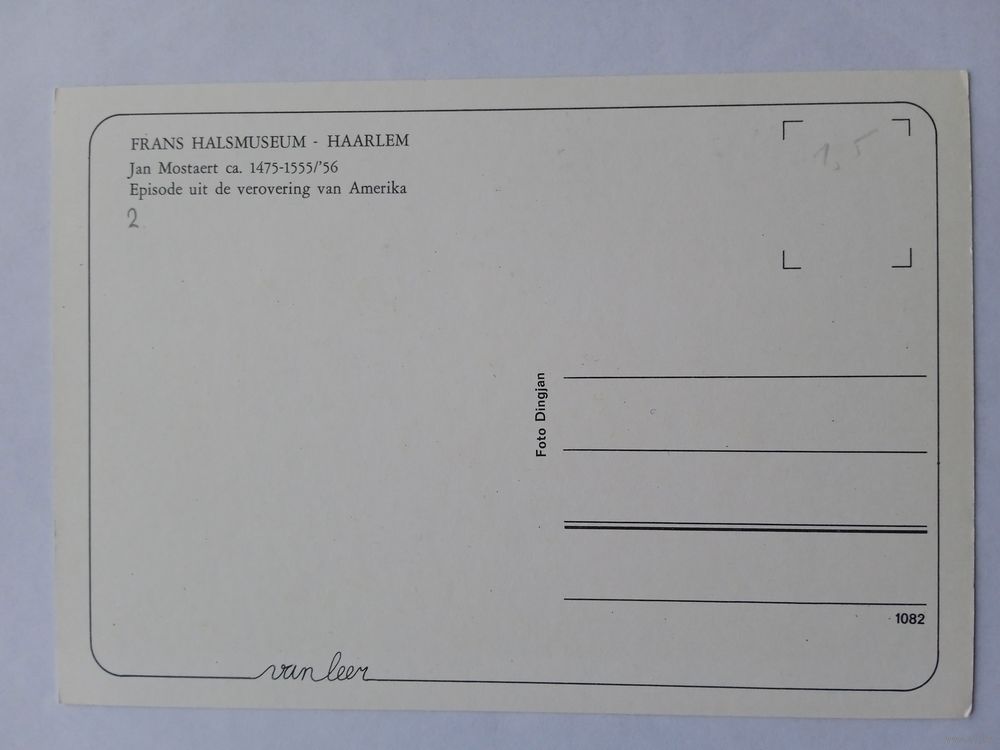 FRANS HALSMUSEUM - HAARLEM
Jan Mostaert ca. 1475-1555/'56
Episode uit de verovering van Amerika
2
1,5
Foto Dingjan
1082
van leer